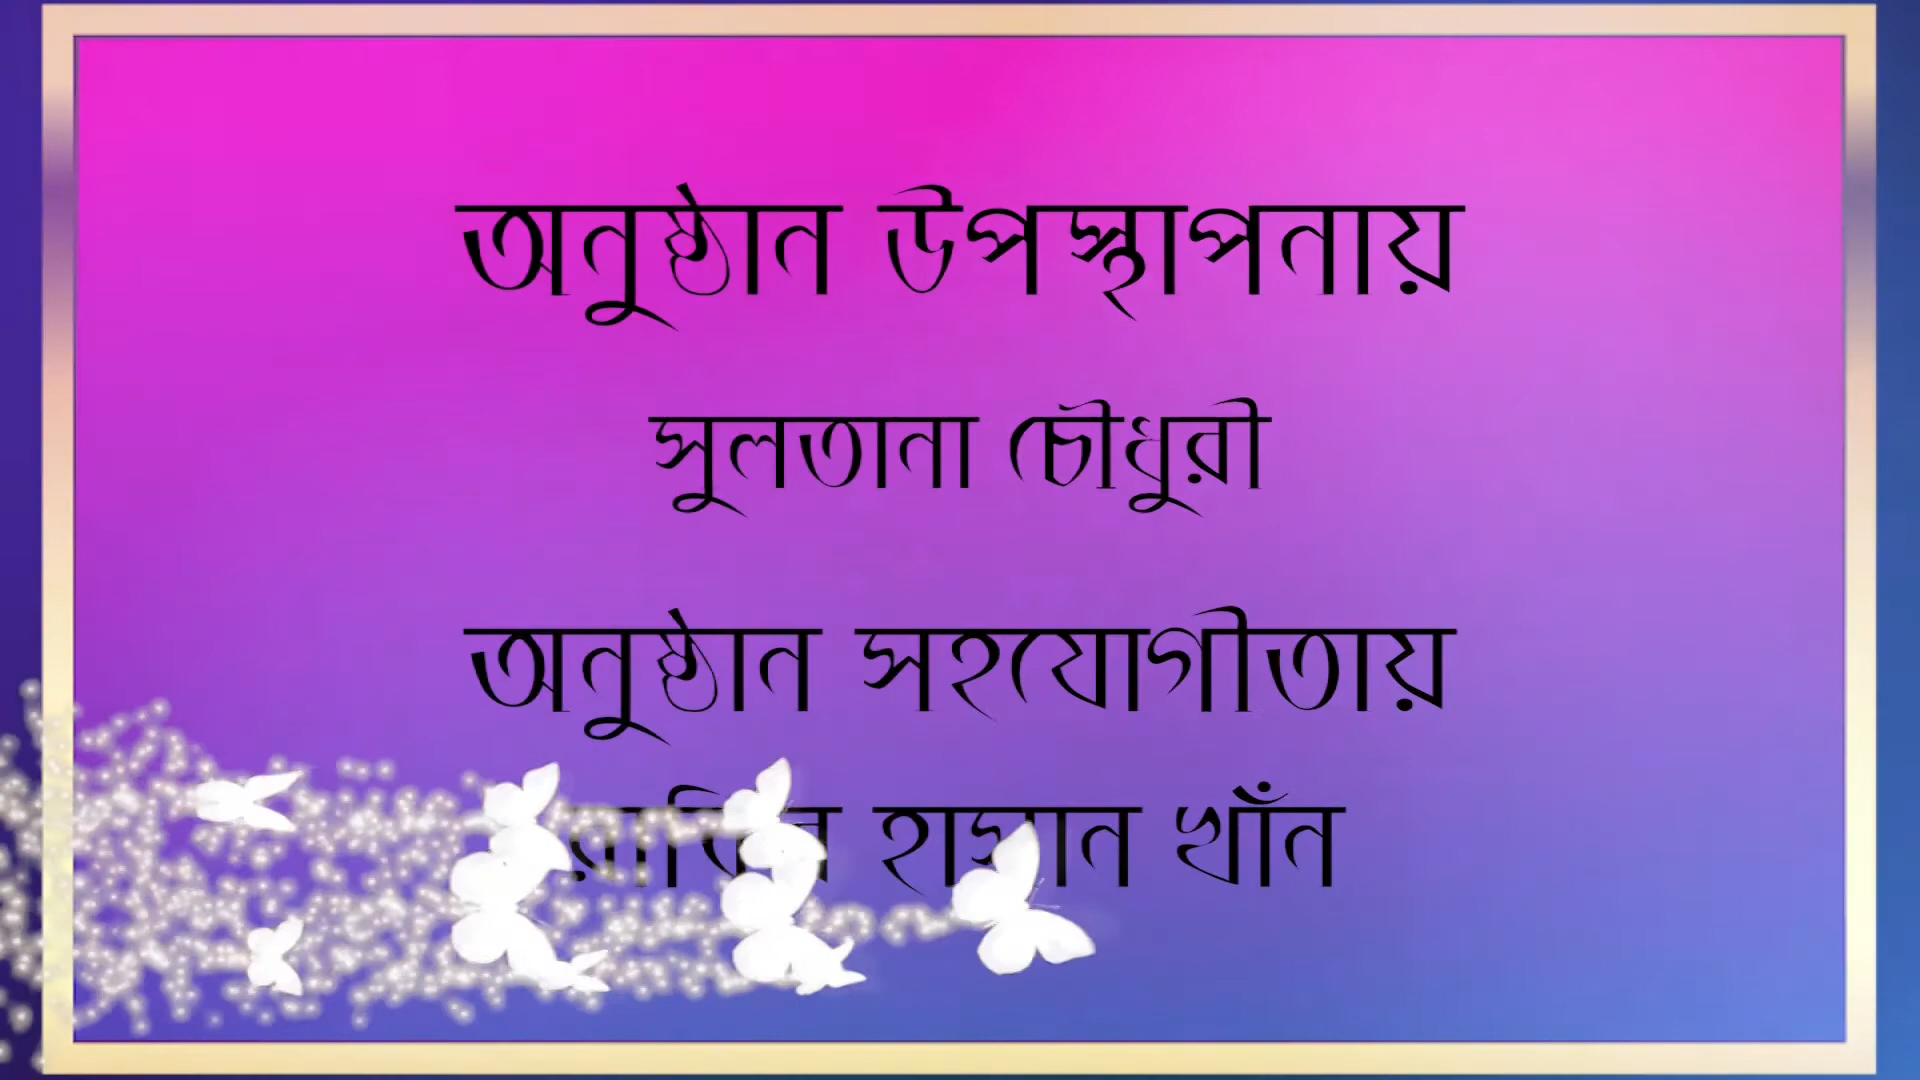 অনুষ্ঠান উপস্থাপনায়
সুলতানা চৌধুরী
অনুষ্ঠান সহযোগীতায়
হাসান খাঁন